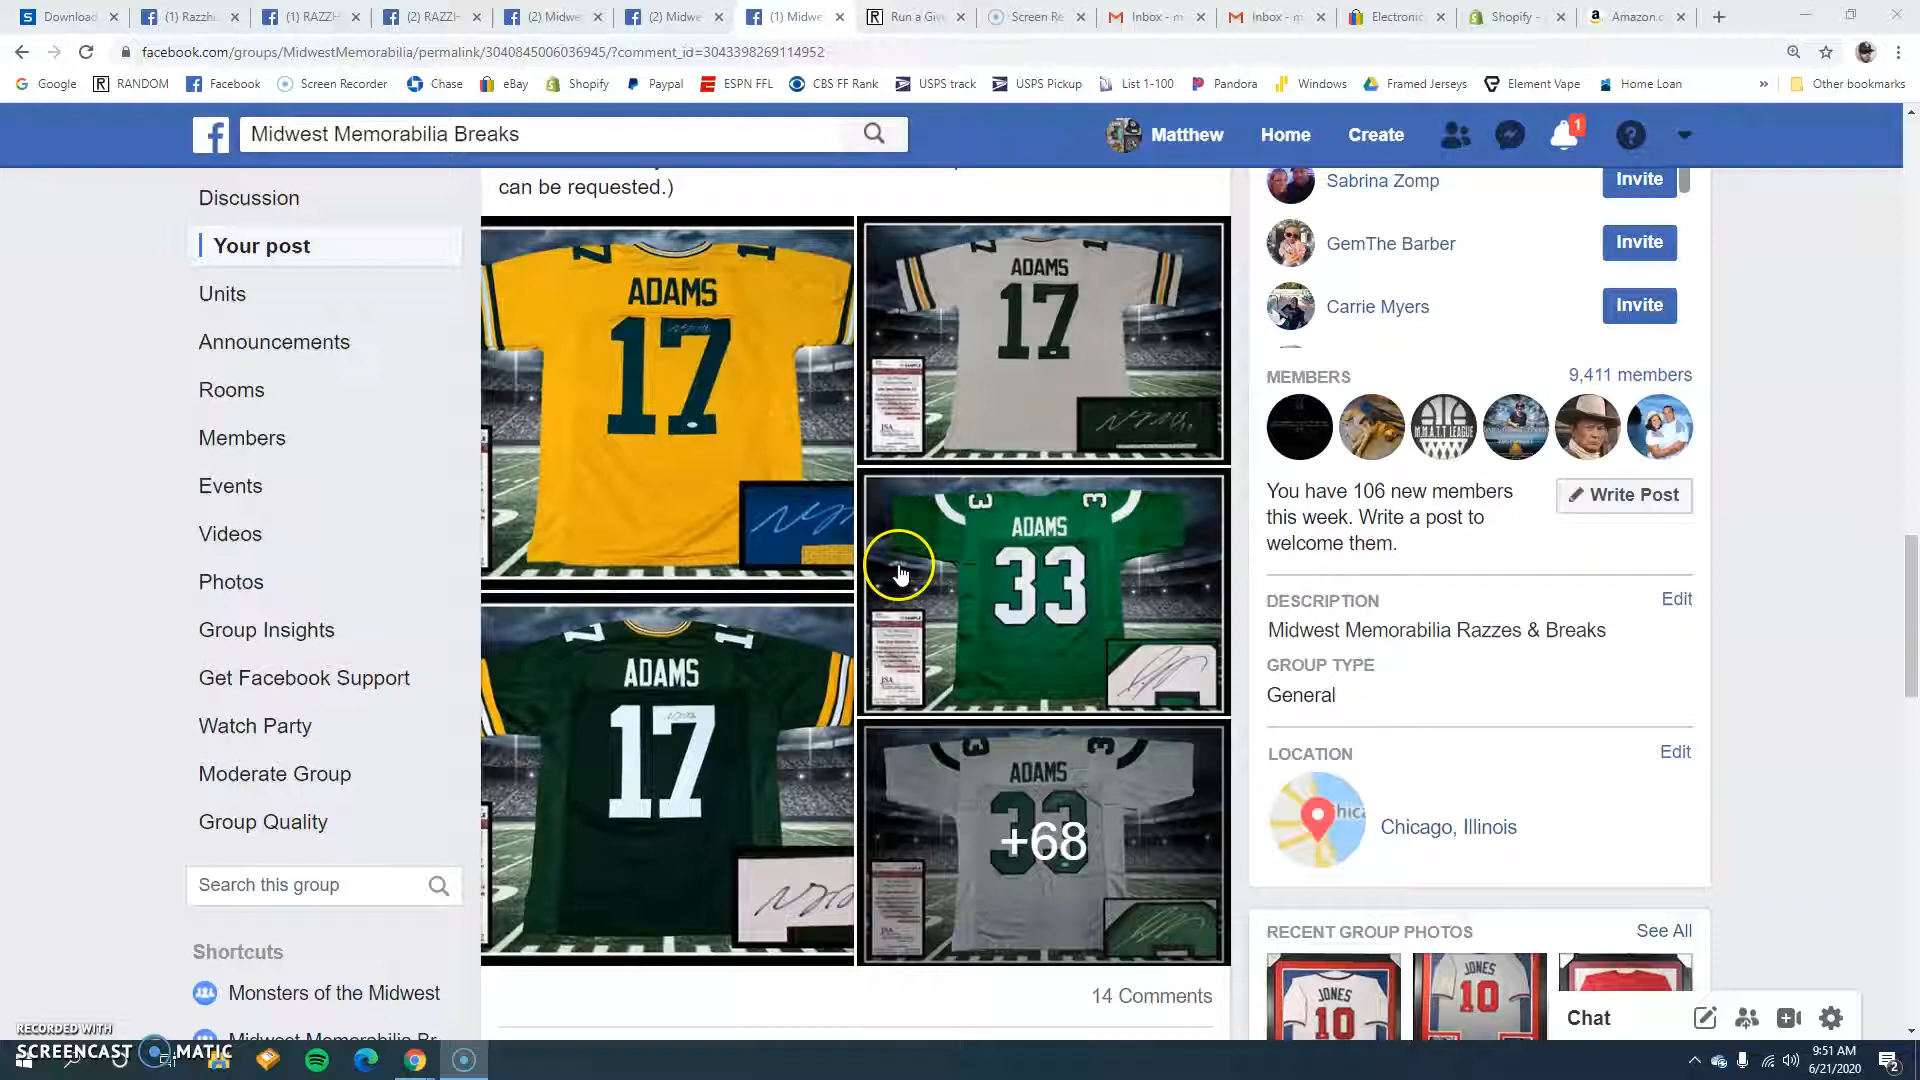 Download
(1) Razzh
(1) RAZZH
(2) RAZZH
(2) Midwe
(2) Midwe
(1) Midwe
Run a Giv
Screen Re
Inbox - m
Inbox - m
Electronic
Shopify -
Amazon.c
facebook.com/groups/MidwestMemorabilia/permalink/3040845006036945/?comment_id=3043398269114952
Google
RANDOM
Facebook
Screen Recorder
Chase
eBay
Shopify
Paypal
ESPN FFL
CBS FF Rank
USPS track
USPS Pickup
List 1-100
Pandora
Windows
Framed Jerseys
Element Vape
Home Loan
»
Other bookmarks
Midwest Memorabilia Breaks
Matthew
Home
Create
1
Discussion
Your post
Units
Announcements
Rooms
Members
Events
Videos
Photos
Group Insights
Get Facebook Support
Watch Party
Moderate Group
Group Quality
Search this group
Shortcuts
Monsters of the Midwest
can be requested.)
ADAMS
17
ADAMS
17
JSA
ADAMS
33
JSA
ADAMS
17
ADAMS
33
+68
JSA
14 Comments
Sabrina Zomp
Invite
GemThe Barber
Invite
Carrie Myers
Invite
MEMBERS
9,411 members
M.M.A.T.T LEAGUE
You have 106 new members
this week. Write a post to
welcome them.
Write Post
DESCRIPTION
Edit
Midwest Memorabilia Razzes & Breaks
GROUP TYPE
General
LOCATION
Edit
Chicago, Illinois
RECENT GROUP PHOTOS
See All
JONES
10
JONES
10
Chat
RECORDED WITH
SCREENCAST MATIC
9:51 AM
6/21/2020
2